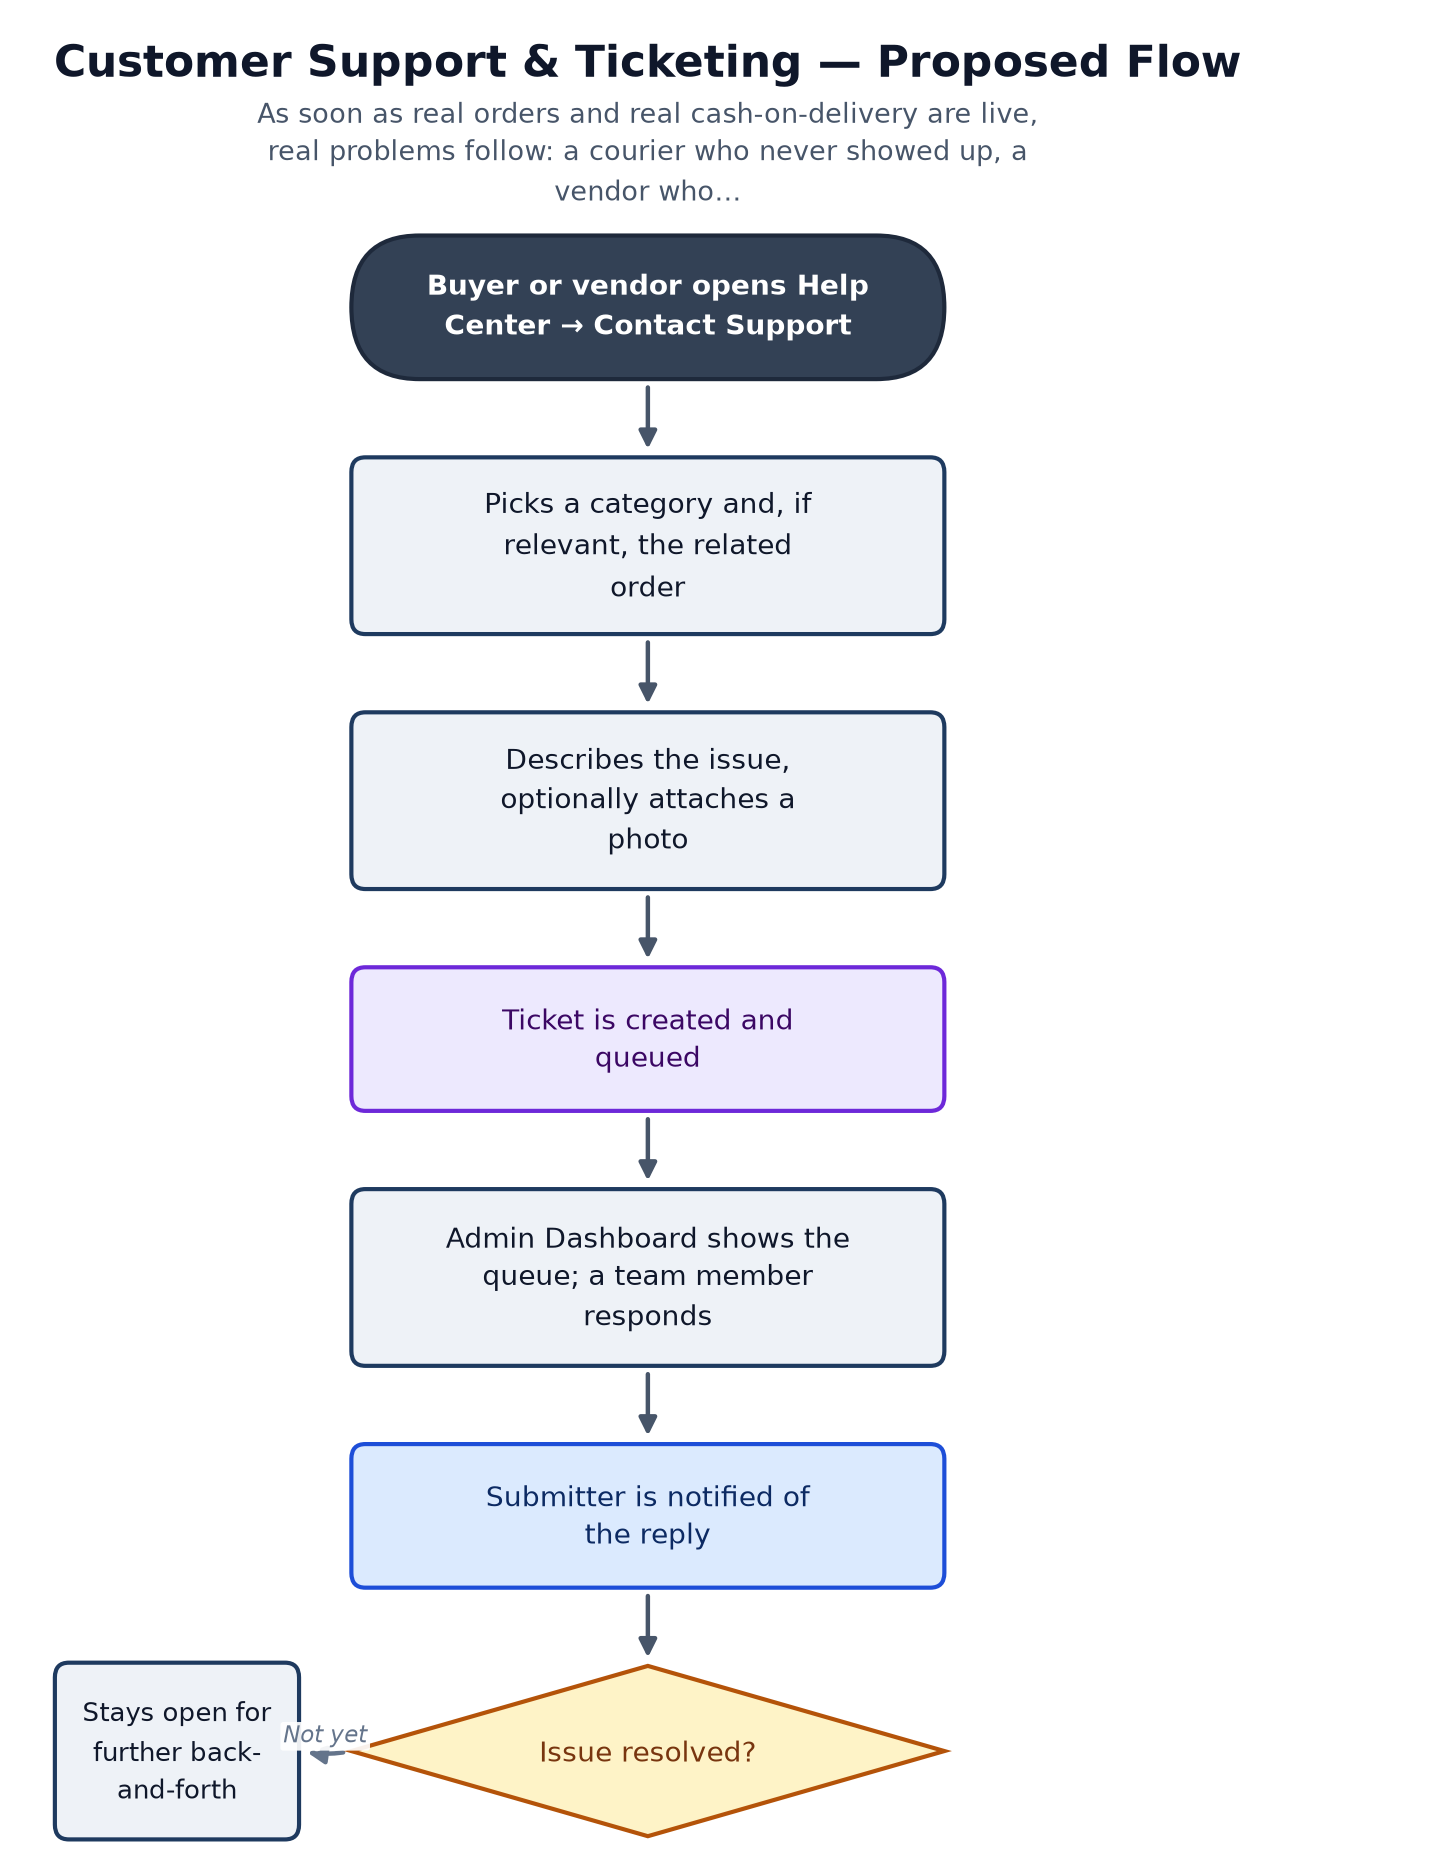 Customer Support & Ticketing — Proposed Flow
As soon as real orders and real cash-on-delivery are live,
real problems follow: a courier who never showed up, a
vendor who…
Buyer or vendor opens Help
Center → Contact Support
Picks a category and, if
relevant, the related
order
Describes the issue,
optionally attaches a
photo
Ticket is created and
queued
Admin Dashboard shows the
queue; a team member
responds
Submitter is notified of
the reply
Issue resolved?
Not yet
Stays open for
further back-
and-forth